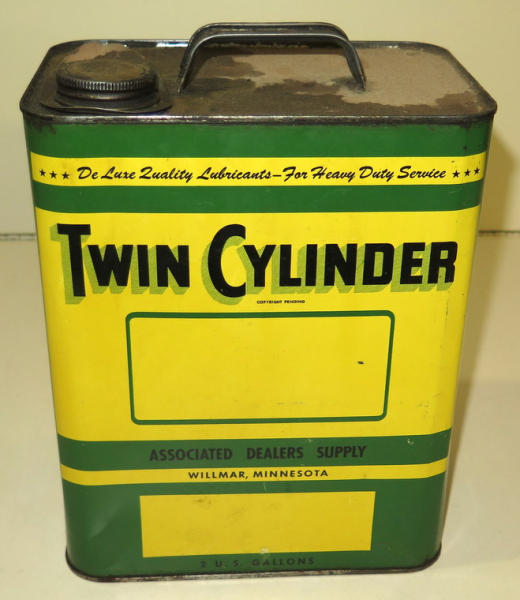 ★★★ De Luxe Quality Lubricants–For Heavy Duty Service ★★★
TWIN CYLINDER
COPYRIGHT PENDING
ASSOCIATED DEALERS SUPPLY
WILLMAR, MINNESOTA
2 U.S. GALLONS